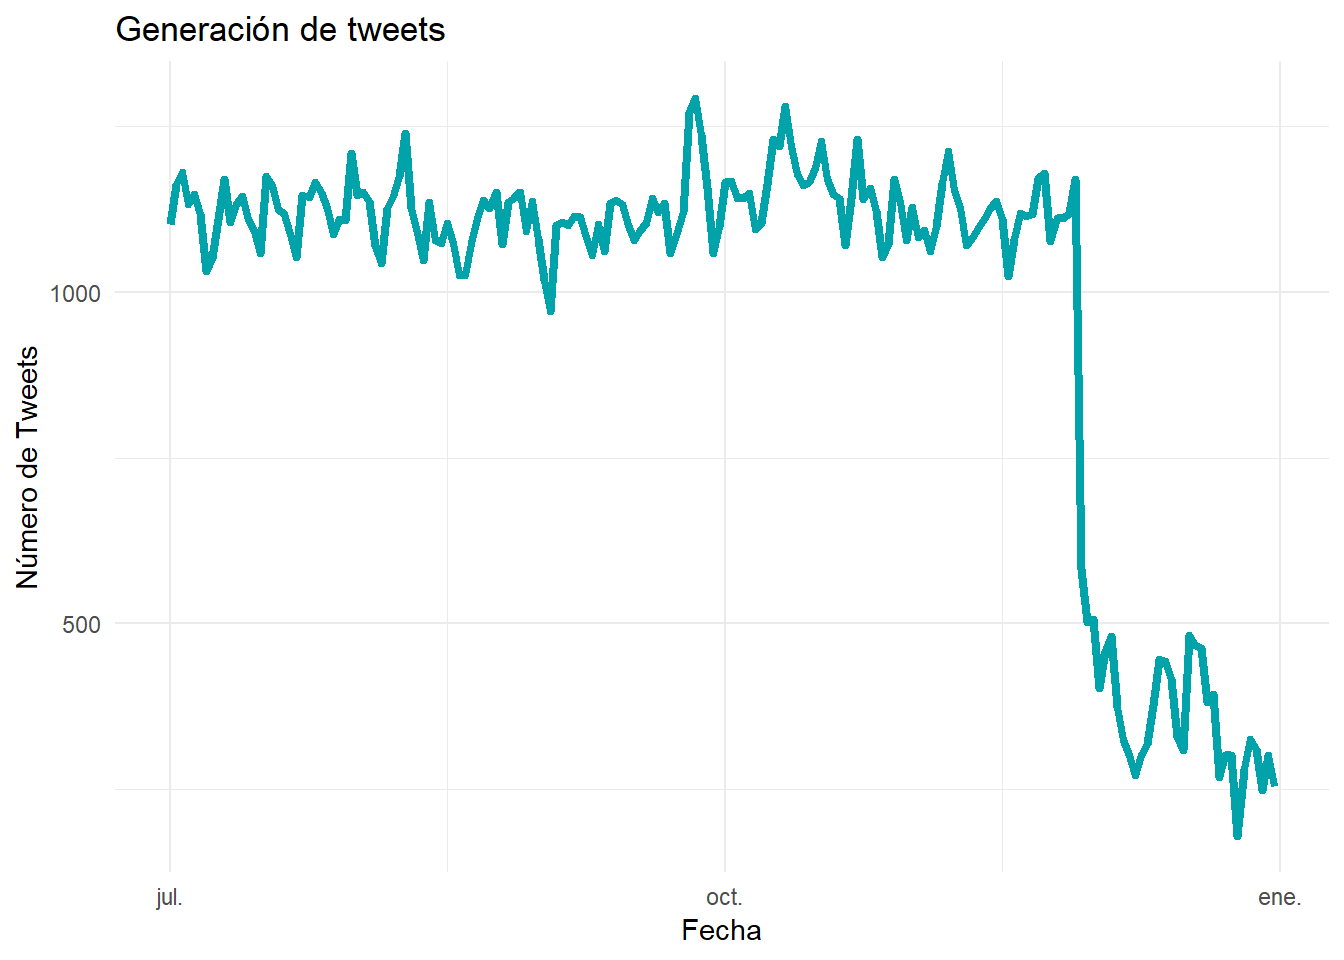 Generación de tweets
Número de Tweets
1000
500
jul.
oct.
ene.
Fecha